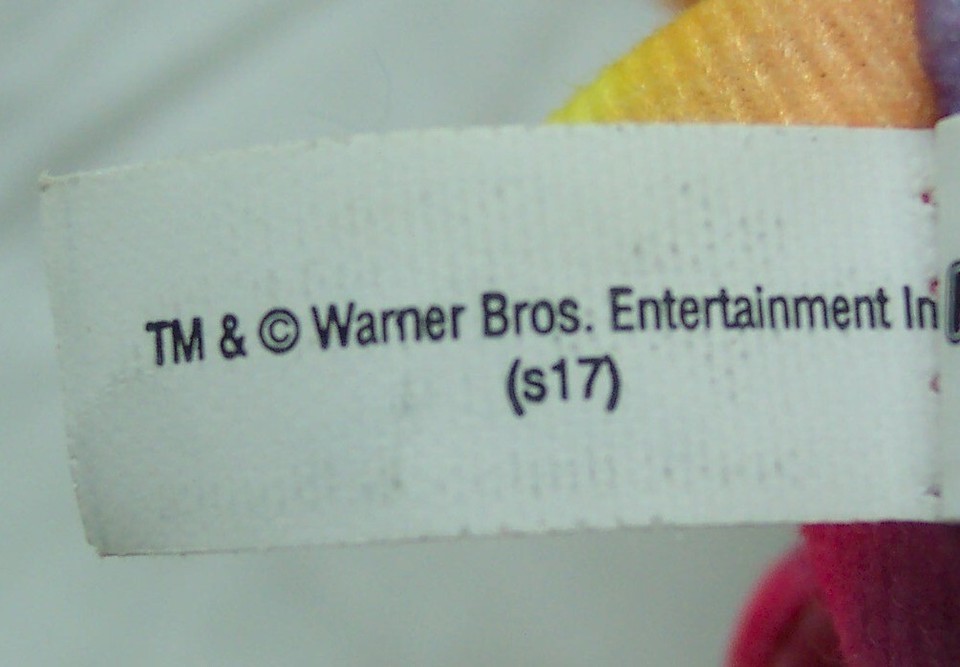 TM & © Warner Bros. Entertainment In
(s17)